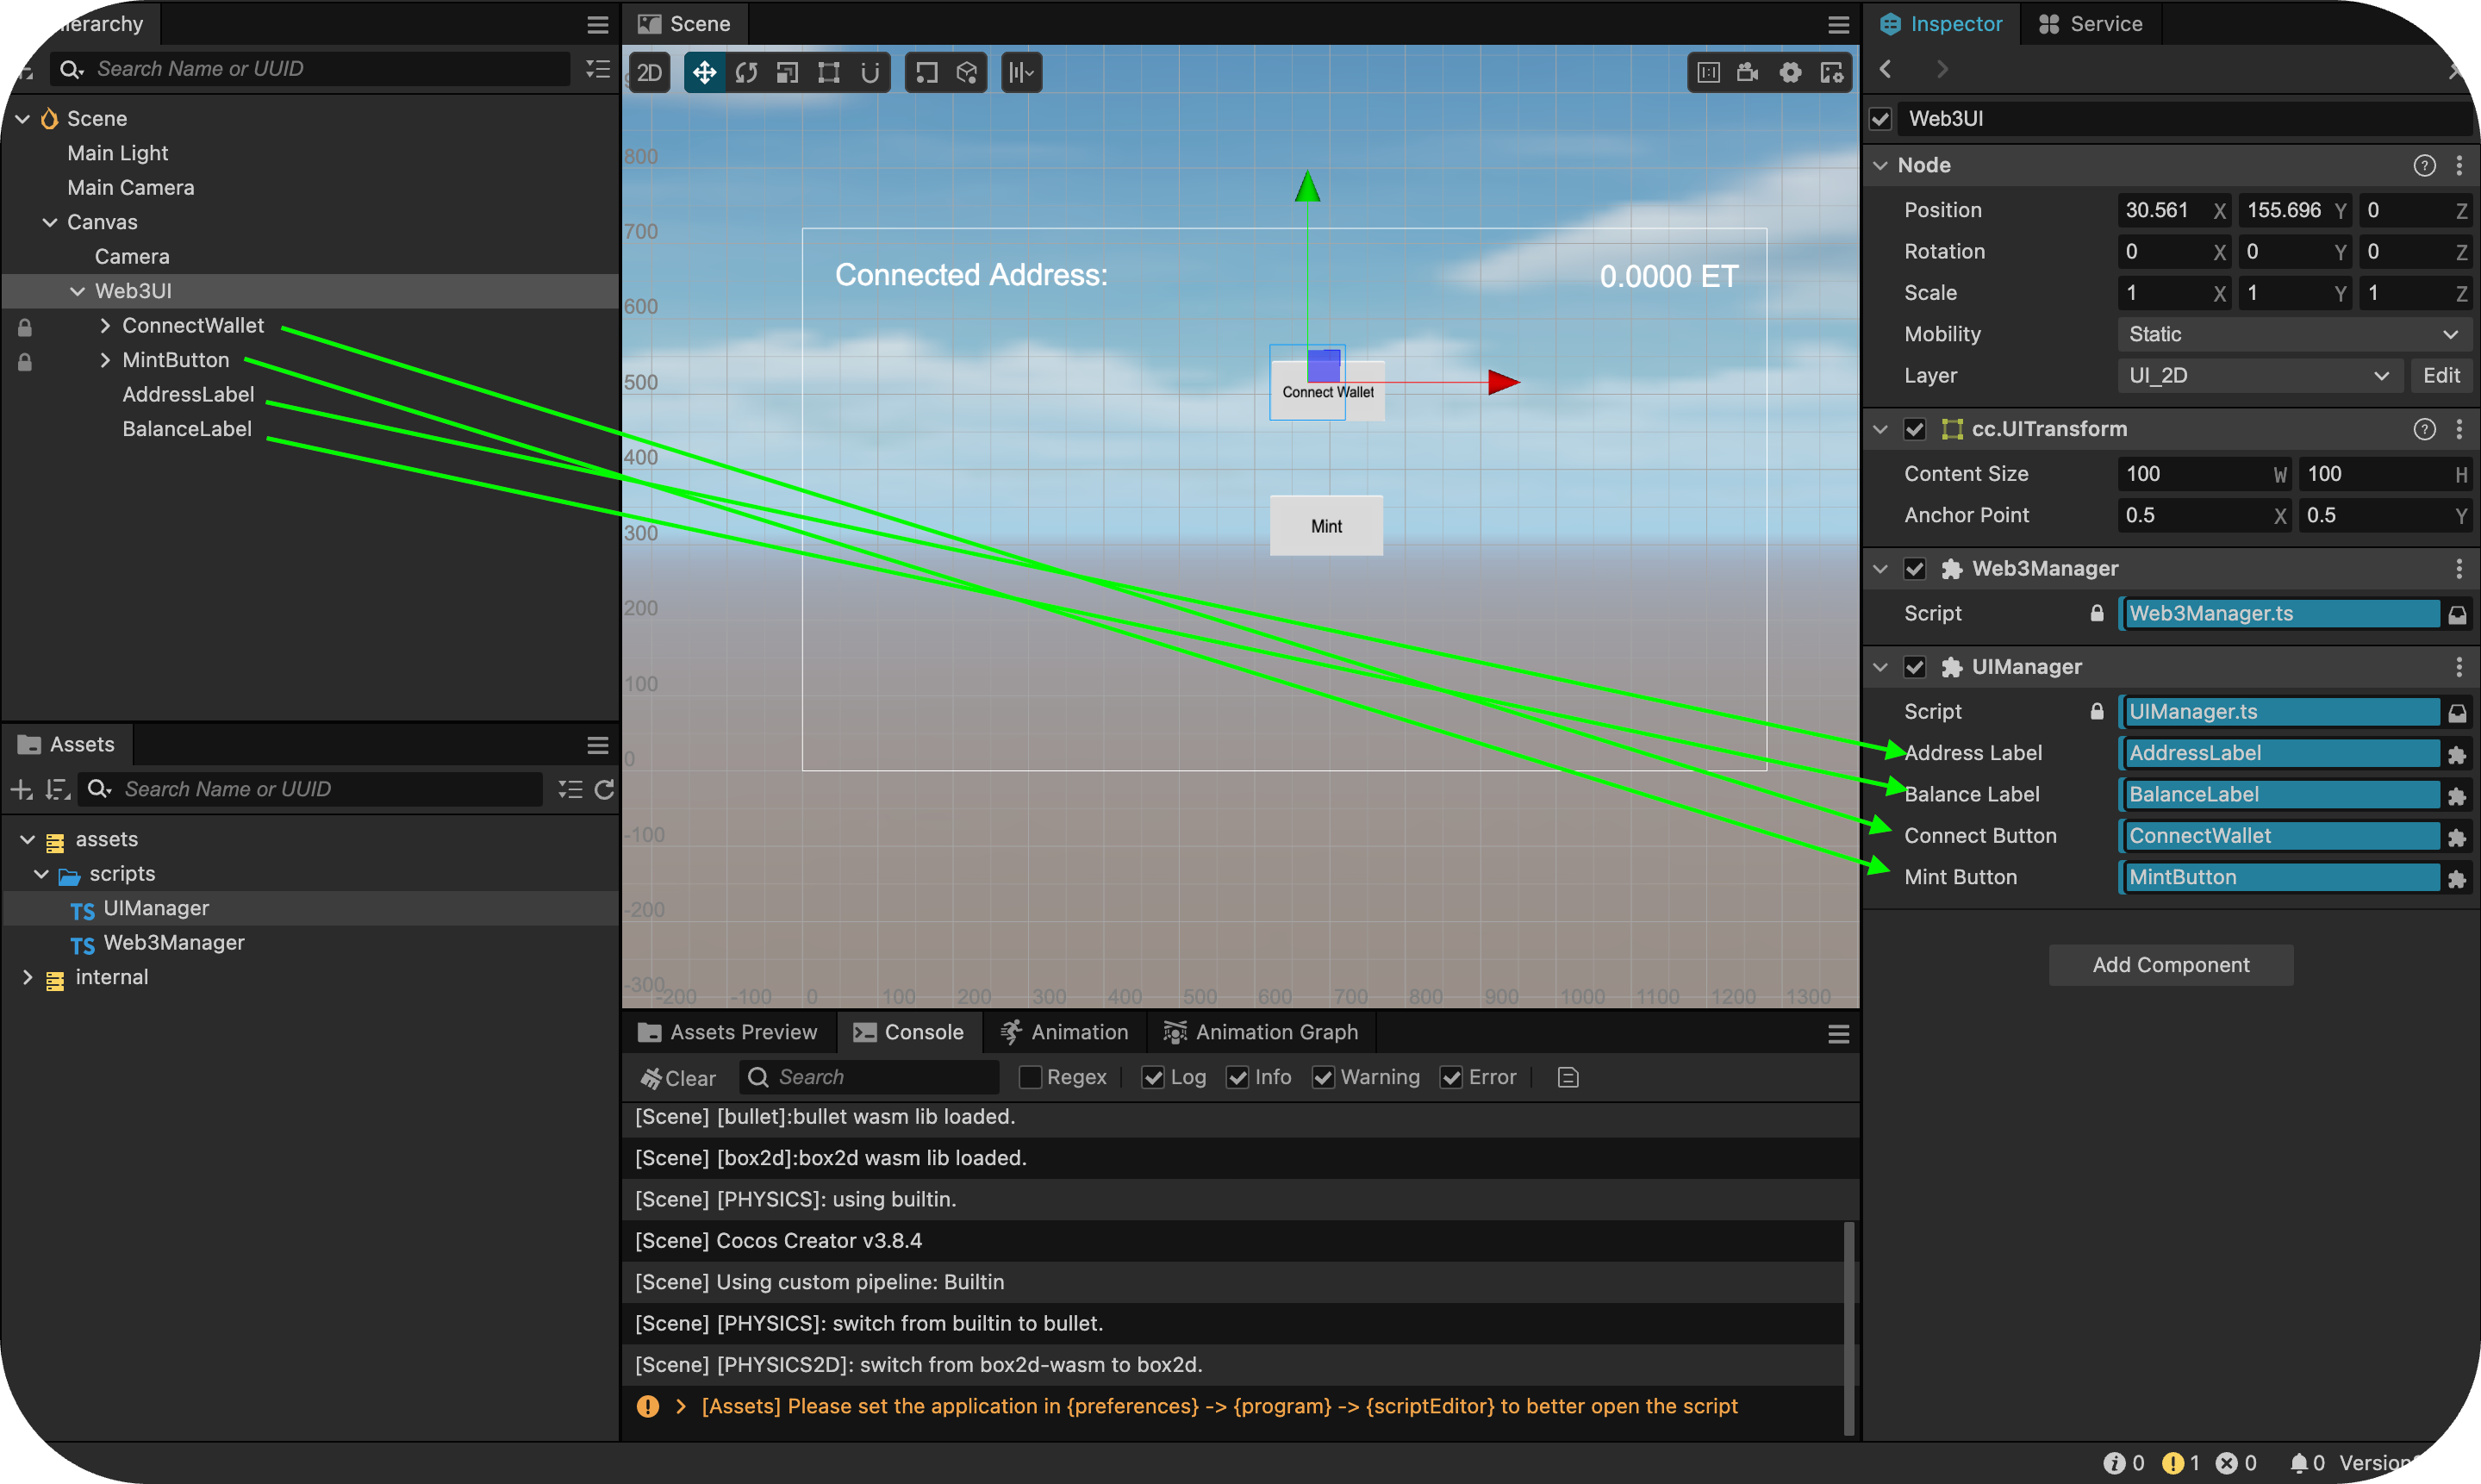 Hierarchy
Search Name or UUID
Scene
Main Light
Main Camera
Canvas
Camera
Web3UI
ConnectWallet
MintButton
AddressLabel
BalanceLabel
Assets
Search Name or UUID
assets
scripts
TS UIManager
TS Web3Manager
internal
Scene
2D
800
700
600
500
400
300
200
100
0
-100
-200
-300
-200 -100 0 100 200 300 400 500 600 700 800 900 1000 1100 1200 1300
Connected Address:
0.0000 ET
Connect Wallet
Mint
Assets Preview
Console
Animation
Animation Graph
Clear
Search
Regex
Log
Info
Warning
Error
[Scene] [bullet]:bullet wasm lib loaded.
[Scene] [box2d]:box2d wasm lib loaded.
[Scene] [PHYSICS]: using builtin.
[Scene] Cocos Creator v3.8.4
[Scene] Using custom pipeline: Builtin
[Scene] [PHYSICS]: switch from builtin to bullet.
[Scene] [PHYSICS2D]: switch from box2d-wasm to box2d.
[Assets] Please set the application in {preferences} -> {program} -> {scriptEditor} to better open the script
Inspector
Service
Web3UI
Node
Position 30.561 X 155.696 Y 0 Z
Rotation 0 X 0 Y 0 Z
Scale 1 X 1 Y 1 Z
Mobility Static
Layer UI_2D Edit
cc.UITransform
Content Size 100 W 100 H
Anchor Point 0.5 X 0.5 Y
Web3Manager
Script Web3Manager.ts
UIManager
Script UIManager.ts
Address Label AddressLabel
Balance Label BalanceLabel
Connect Button ConnectWallet
Mint Button MintButton
Add Component
0 1 0 0 Version